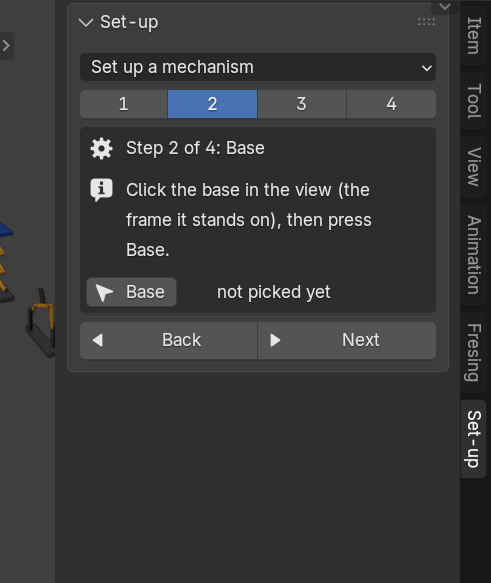 Set-up
Set up a mechanism
1 2 3 4
Step 2 of 4: Base
Click the base in the view (the
frame it stands on), then press
Base.
Base not picked yet
Back Next
Item
Tool
View
Animation
Fresing
Set-up